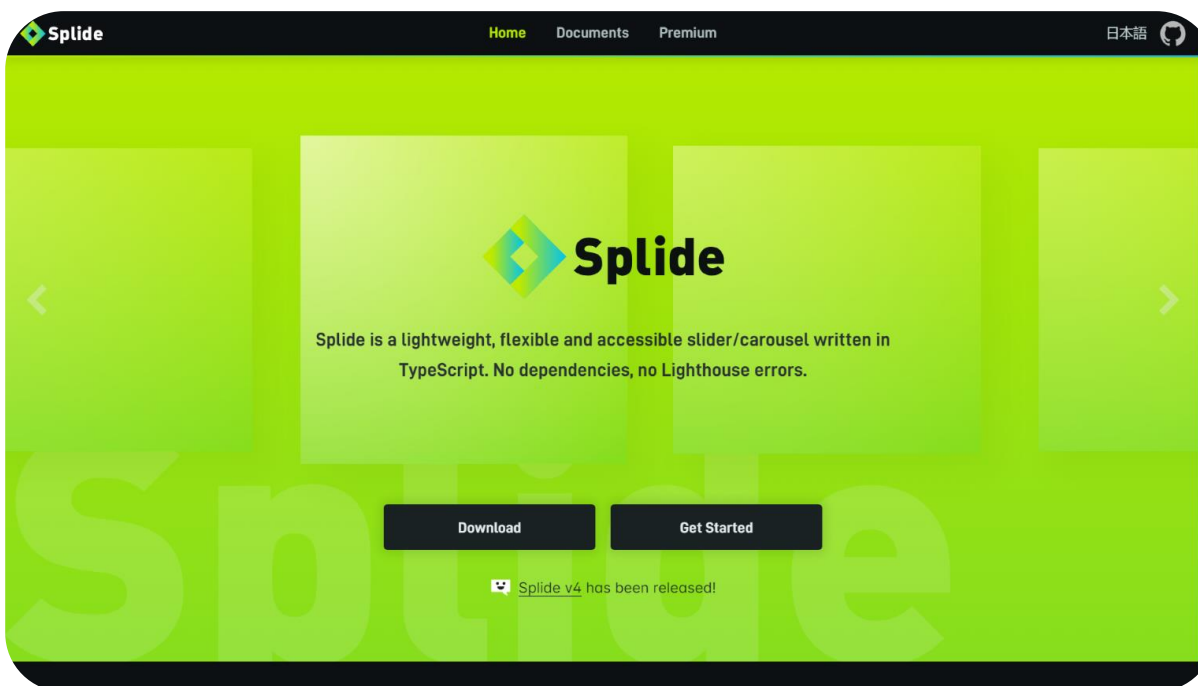 Splide
Home Documents Premium
日本語
Splide
Splide is a lightweight, flexible and accessible slider/carousel written in
TypeScript. No dependencies, no Lighthouse errors.
Splide
Download Get Started
Splide v4 has been released!